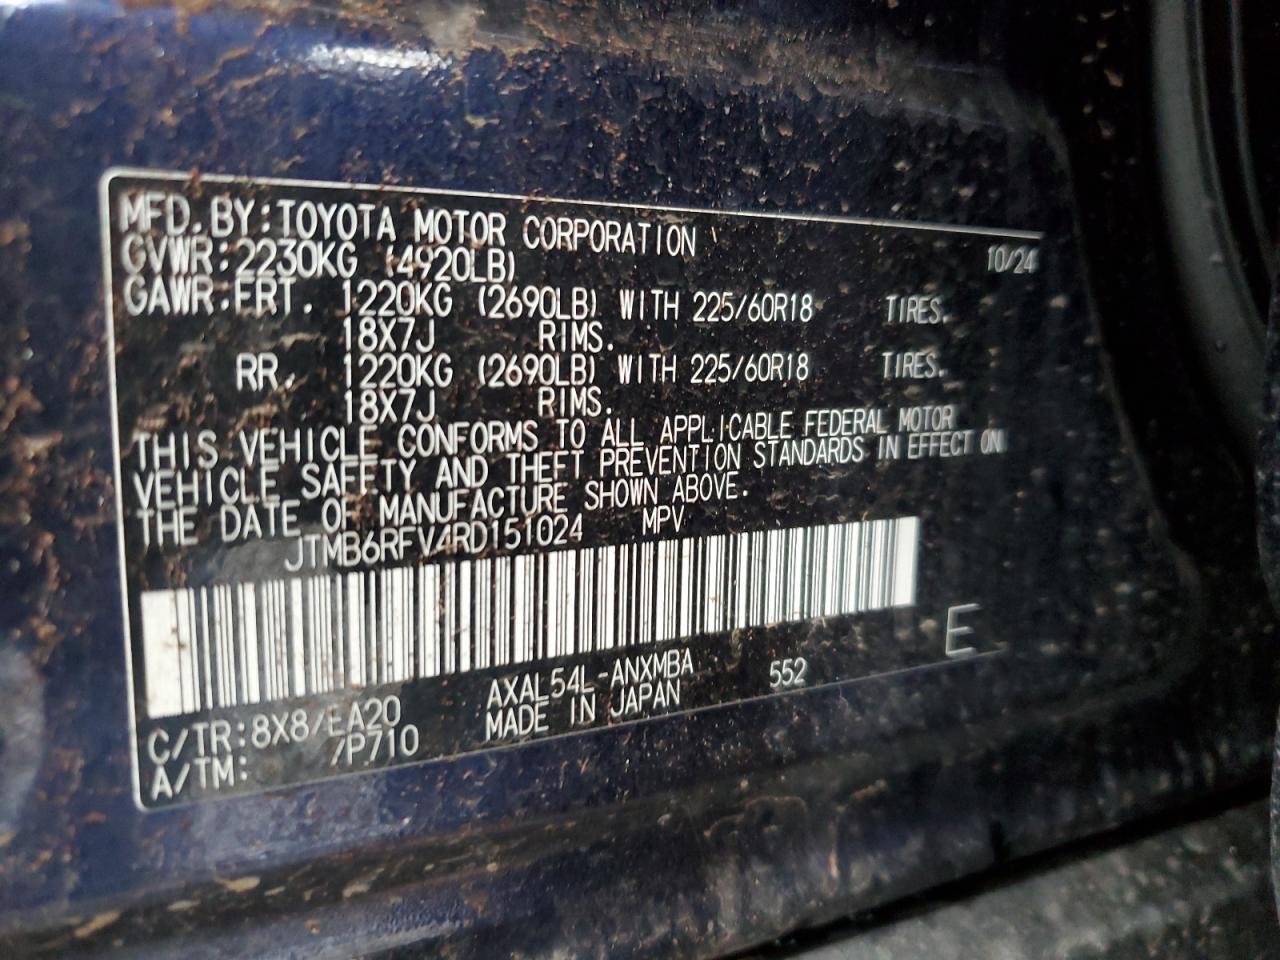 MFD.BY:TOYOTA MOTOR CORPORATION 10/24
GVWR:2230KG (4920LB)
GAWR:FRT. 1220KG (2690LB) WITH 225/60R18 TIRES.
18X7J RIMS.
RR. 1220KG (2690LB) WITH 225/60R18 TIRES.
18X7J RIMS.
THIS VEHICLE CONFORMS TO ALL APPLICABLE FEDERAL MOTOR
VEHICLE SAFETY AND THEFT PREVENTION STANDARDS IN EFFECT ON
THE DATE OF MANUFACTURE SHOWN ABOVE.
JTMB6RFV4RD151024 MPV
E
C/TR:8X8/EA20 AXAL54L-ANXMBA 552
A/TM: /P710 MADE IN JAPAN